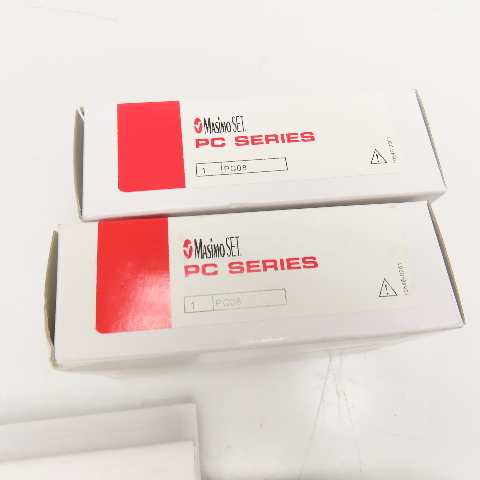 MASIMO SET.
PC SERIES
1 PC08
MASIMO SET.
PC SERIES
1 PC08